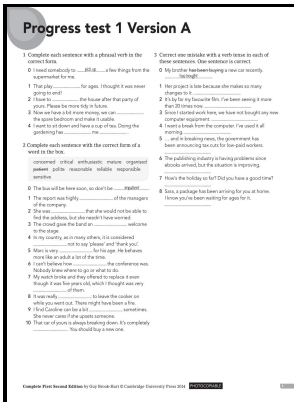 Progress test 1 Version A
1 Complete each sentence with a phrasal verb in the
correct form.
0 I need somebody to pick up a few things from the
supermarket for me.
1 That play for ages. I thought it was never
going to end!
2 I have to the house after that party of
yours. Please be more tidy in future.
3 Now we have a bit more money, we can
the spare bedroom and make it usable.
4 I want to sit down and have a cup of tea. Doing the
gardening has me
2 Complete each sentence with the correct form of a
word in the box.
concerned critical enthusiastic mature organised
patient polite reasonable reliable responsible
sensitive
0 The bus will be here soon, so don't be impatient
1 The report was highly of the managers
of the company.
2 She was that she would not be able to
find the address, but she needn't have worried.
3 The crowd gave the band an welcome
to the stage.
4 In my country, as in many others, it is considered
not to say 'please' and 'thank you'.
5 Marc is very for his age. He behaves
more like an adult a lot of the time.
6 I can't believe how the conference was.
Nobody knew where to go or what to do.
7 My watch broke and they offered to replace it even
though it was five years old, which I thought was very
of them.
8 It was really to leave the cooker on
while you went out. There might have been a fire.
9 I find Caroline can be a bit sometimes.
She never cares if she upsets someone.
10 That car of yours is always breaking down. It's completely
. You should buy a new one.
3 Correct one mistake with a verb tense in each of
these sentences. One sentence is correct.
0 My brother has been buying a new car recently.
has bought
1 Her project is late because she makes so many
changes to it
2 It's by far my favourite film. I've been seeing it more
than 20 times now
3 Since I started work here, we have not bought any new
computer equipment
4 I want a break from the computer. I've used it all
morning
5 … and in breaking news, the government has
been announcing tax cuts for low-paid workers.
6 The publishing industry is having problems since
ebooks arrived, but the situation is improving.
7 How's the holiday so far? Did you have a good time?
8 Sara, a package has been arriving for you at home.
I know you've been waiting for ages for it.
Complete First Second Edition by Guy Brook-Hart © Cambridge University Press 2014 PHOTOCOPIABLE